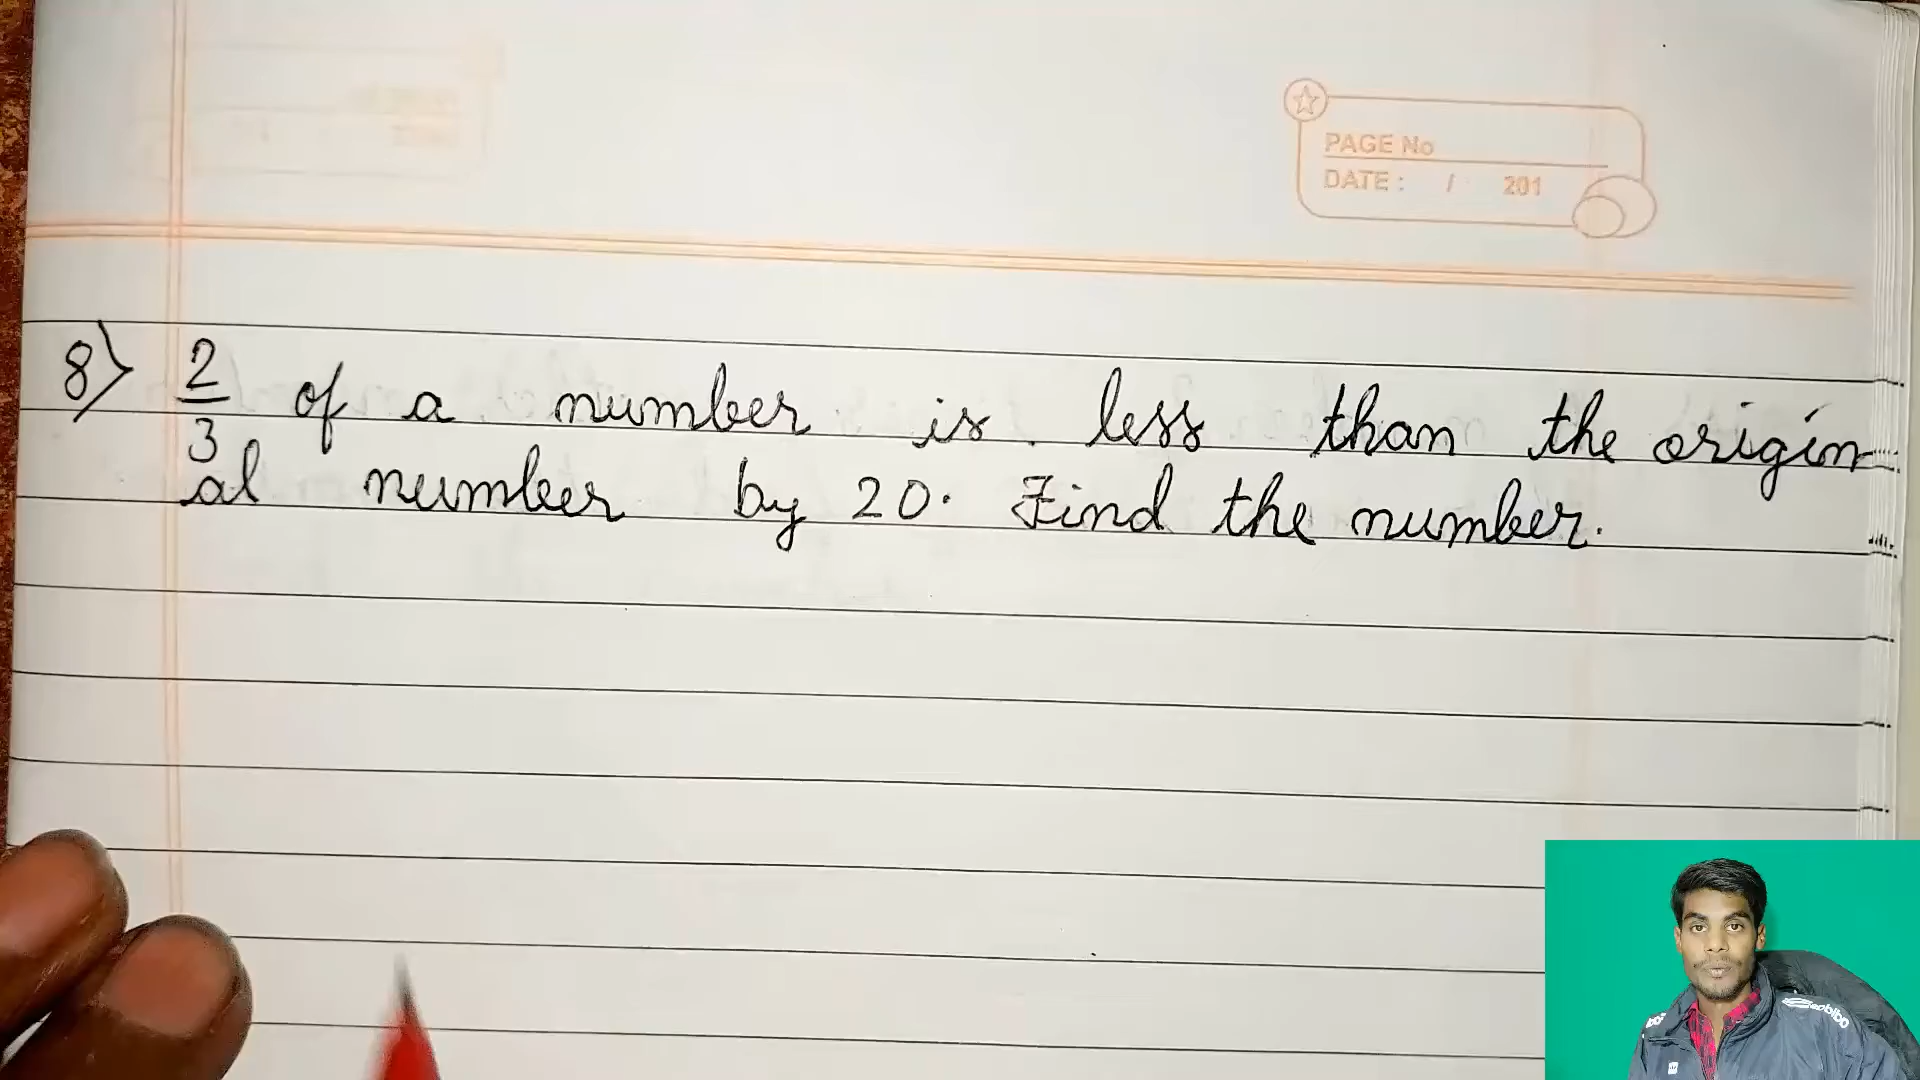 PAGE No
DATE : / 201
8) 2/3 of a number is less than the origin
al number by 20. Find the number.